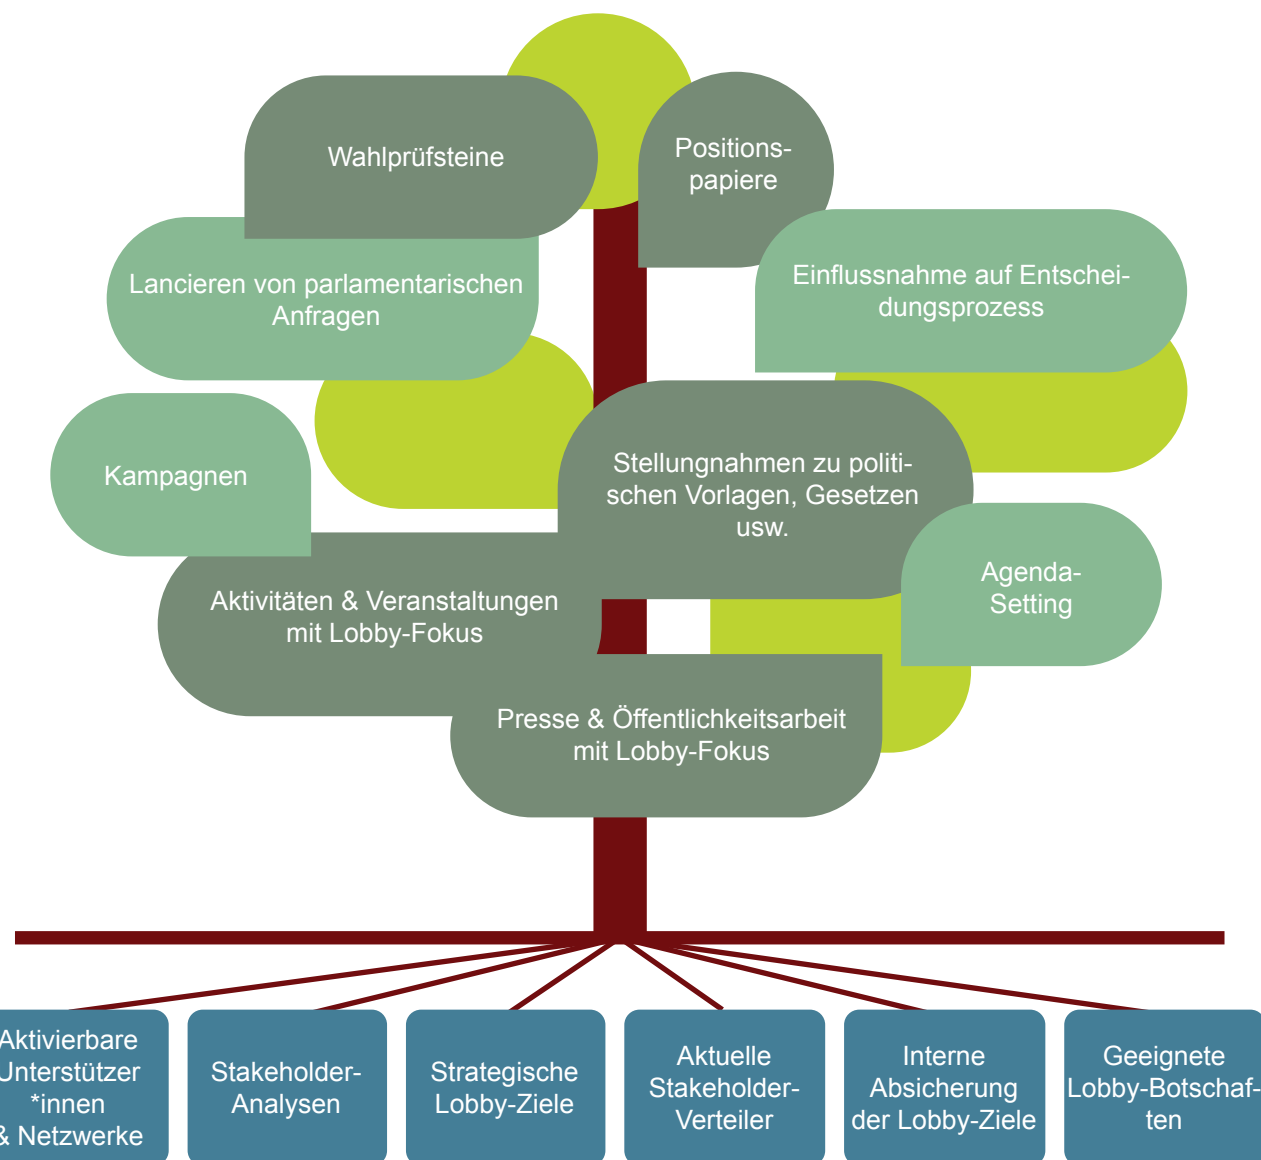 Wahlprüfsteine
Positions-
papiere
Lancieren von parlamentarischen
Anfragen
Einflussnahme auf Entschei-
dungsprozess
Kampagnen
Stellungnahmen zu politi-
schen Vorlagen, Gesetzen
usw.
Agenda-
Setting
Aktivitäten & Veranstaltungen
mit Lobby-Fokus
Presse & Öffentlichkeitsarbeit
mit Lobby-Fokus
Aktivierbare
Unterstützer
*innen
& Netzwerke
Stakeholder-
Analysen
Strategische
Lobby-Ziele
Aktuelle
Stakeholder-
Verteiler
Interne
Absicherung
der Lobby-Ziele
Geeignete
Lobby-Botschaf-
ten